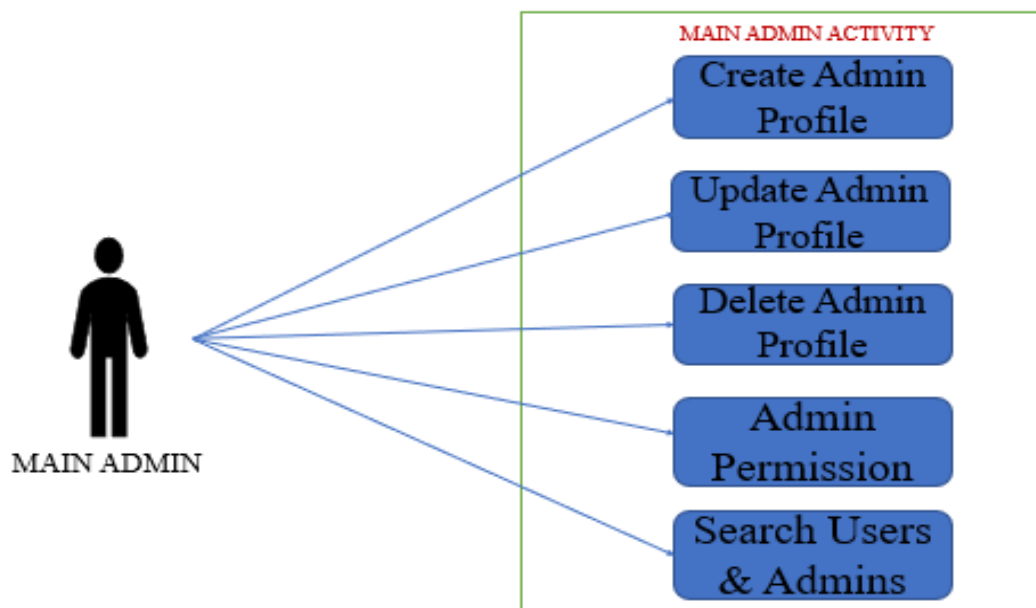 MAIN ADMIN ACTIVITY
Create Admin
Profile
Update Admin
Profile
Delete Admin
Profile
Admin
Permission
Search Users
& Admins
MAIN ADMIN